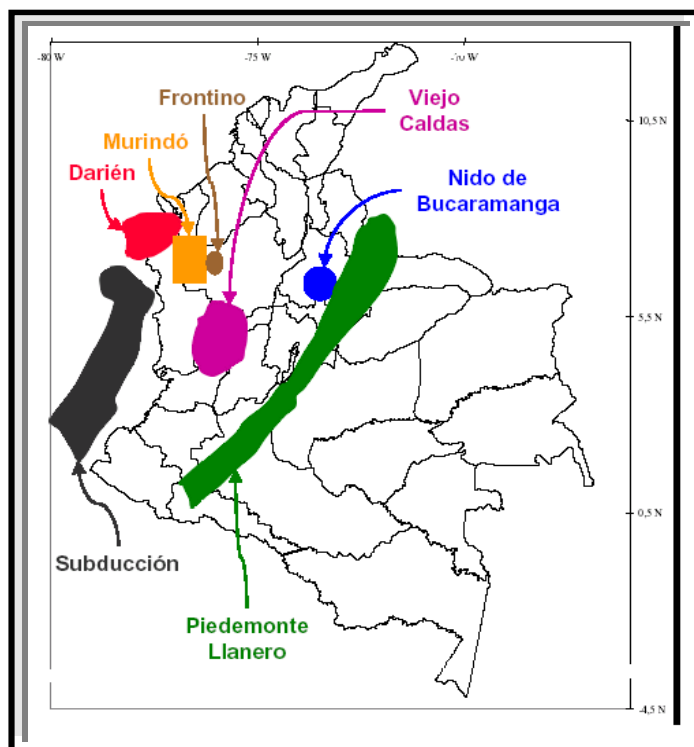 -80 W
-75 W
-70 W
Frontino
Viejo
Caldas
10,5 N
Murindó
Darién
Nido de
Bucaramanga
5,5 N
0,5 N
Subducción
Piedemonte
Llanero
-4,5 N